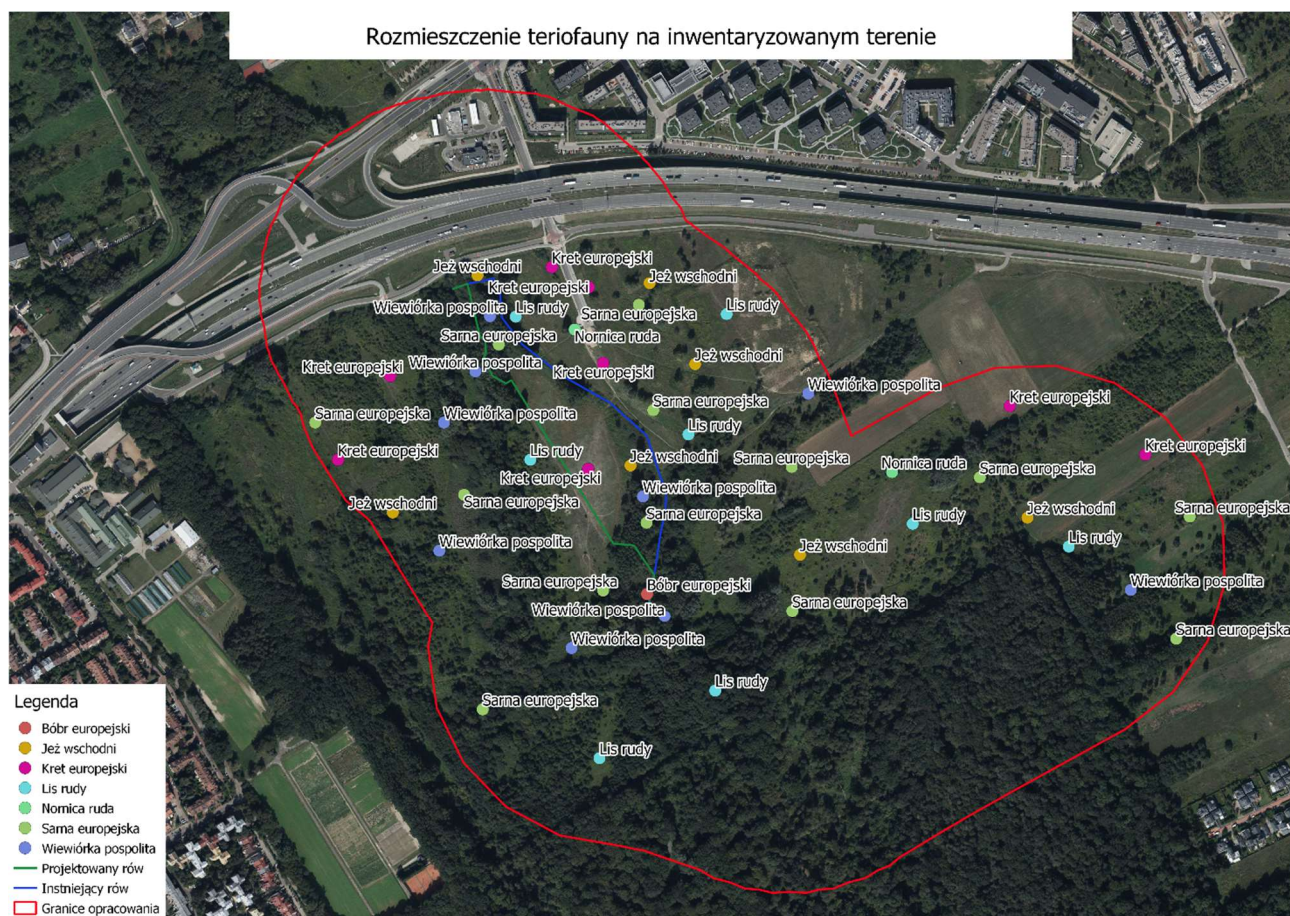 Rozmieszczenie teriofauny na inwentaryzowanym terenie
Kret europejski
Jeż wschodni
Jeż wschodni
Kret europejski
Wiewiórka pospolita
Lis rudy
Lis rudy
Sarna europejska
Nornica ruda
Sarna europejska
Wiewiórka pospolita
Jeż wschodni
Kret europejski
Kret europejski
Wiewiórka pospolita
Kret europejski
Sarna europejska
Wiewiórka pospolita
Sarna europejska
Lis rudy
Kret europejski
Lis rudy
Kret europejski
Jeż wschodni
Sarna europejska
Nornica ruda
Sarna europejska
Kret europejski
Wiewiórka pospolita
Jeż wschodni
Sarna europejska
Sarna europejska
Lis rudy
Jeż wschodni
Sarna europejska
Wiewiórka pospolita
Jeż wschodni
Lis rudy
Sarna europejska
Bóbr europejski
Wiewiórka pospolita
Wiewiórka pospolita
Sarna europejska
Wiewiórka pospolita
Sarna europejska
Lis rudy
Sarna europejska
Lis rudy
Legenda
Bóbr europejski
Jeż wschodni
Kret europejski
Lis rudy
Nornica ruda
Sarna europejska
Wiewiórka pospolita
Projektowany rów
Instniejący rów
Granice opracowania